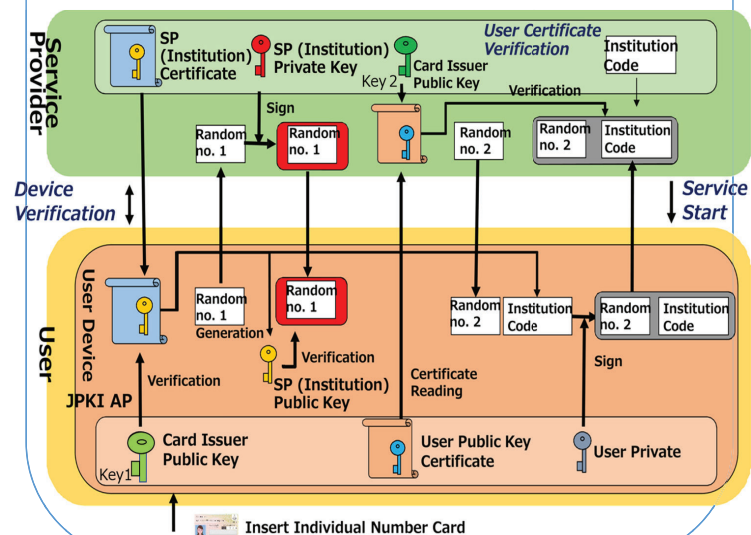 Service
Provider
SP
(Institution)
Certificate
SP (Institution)
Private Key
Key 2
Card Issuer
Public Key
User Certificate
Verification
Institution
Code
Sign
Verification
Random
no. 1
Random
no. 1
Random
no. 2
Random
no. 2
Institution
Code
Device
Verification
Service
Start
User
User Device
JPKI AP
Random
no. 1
Generation
Random
no. 1
Verification
SP (Institution)
Public Key
Verification
Certificate
Reading
Random
no. 2
Institution
Code
Random
no. 2
Institution
Code
Sign
Card Issuer
Public Key
Key1
User Public Key
Certificate
User Private
Insert Individual Number Card